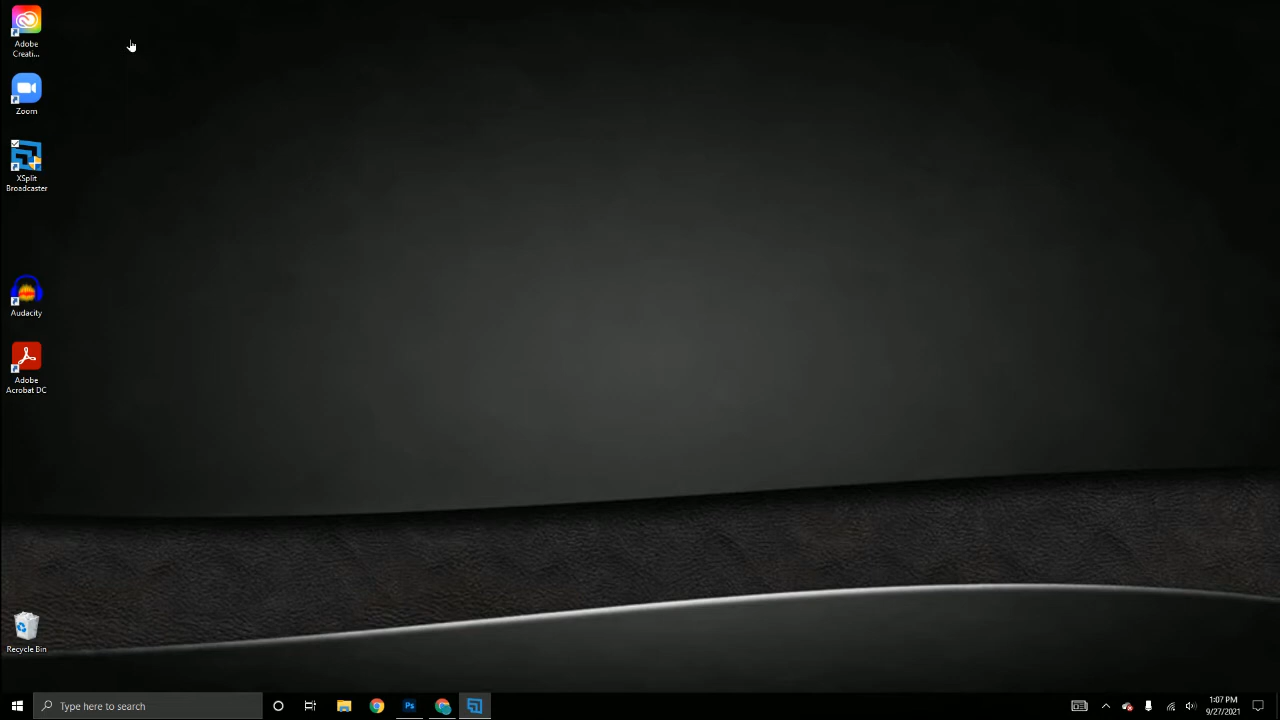 Adobe
Creati...
Zoom
XSplit
Broadcaster
Audacity
Adobe
Acrobat DC
Recycle Bin
Type here to search
Ps
1:07 PM
9/27/2021